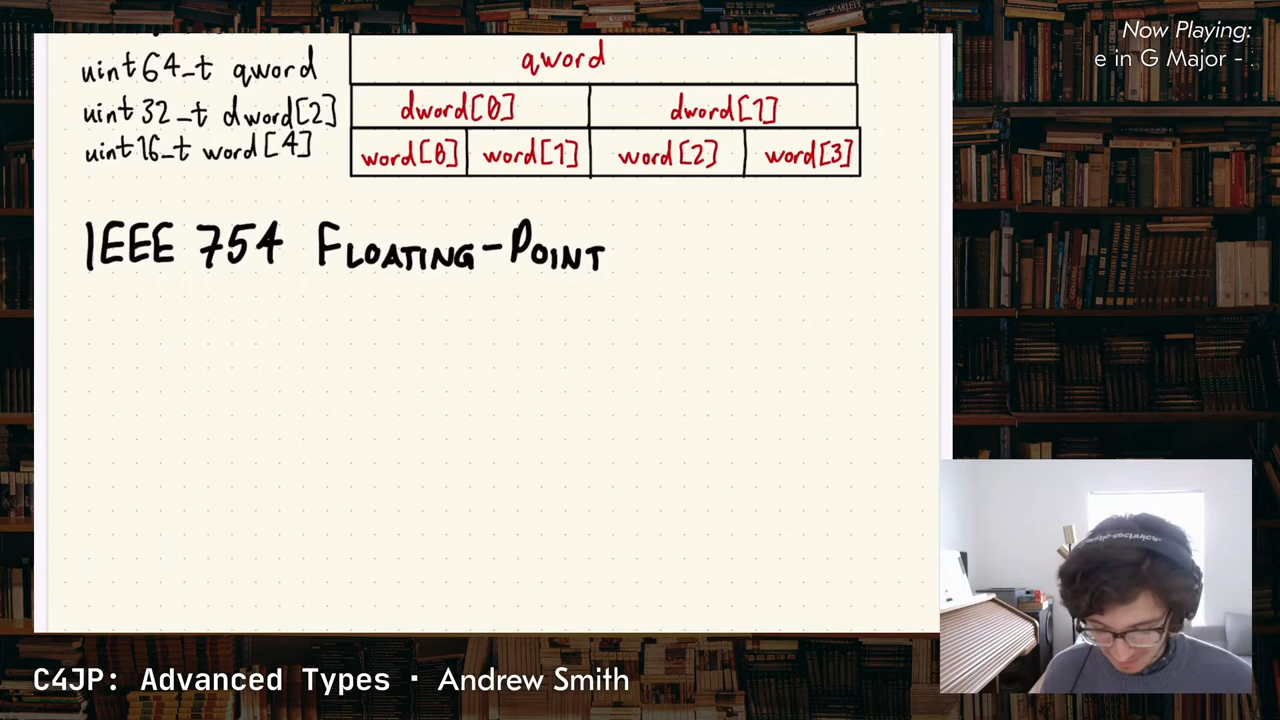 Now Playing:
e in G Major - :
uint64_t qword
qword
uint32_t dword[2]
dword[0]
dword[1]
uint16_t word[4]
word[0]
word[1]
word[2]
word[3]
IEEE 754 FLOATING-POINT
C4JP: Advanced Types ▪ Andrew Smith